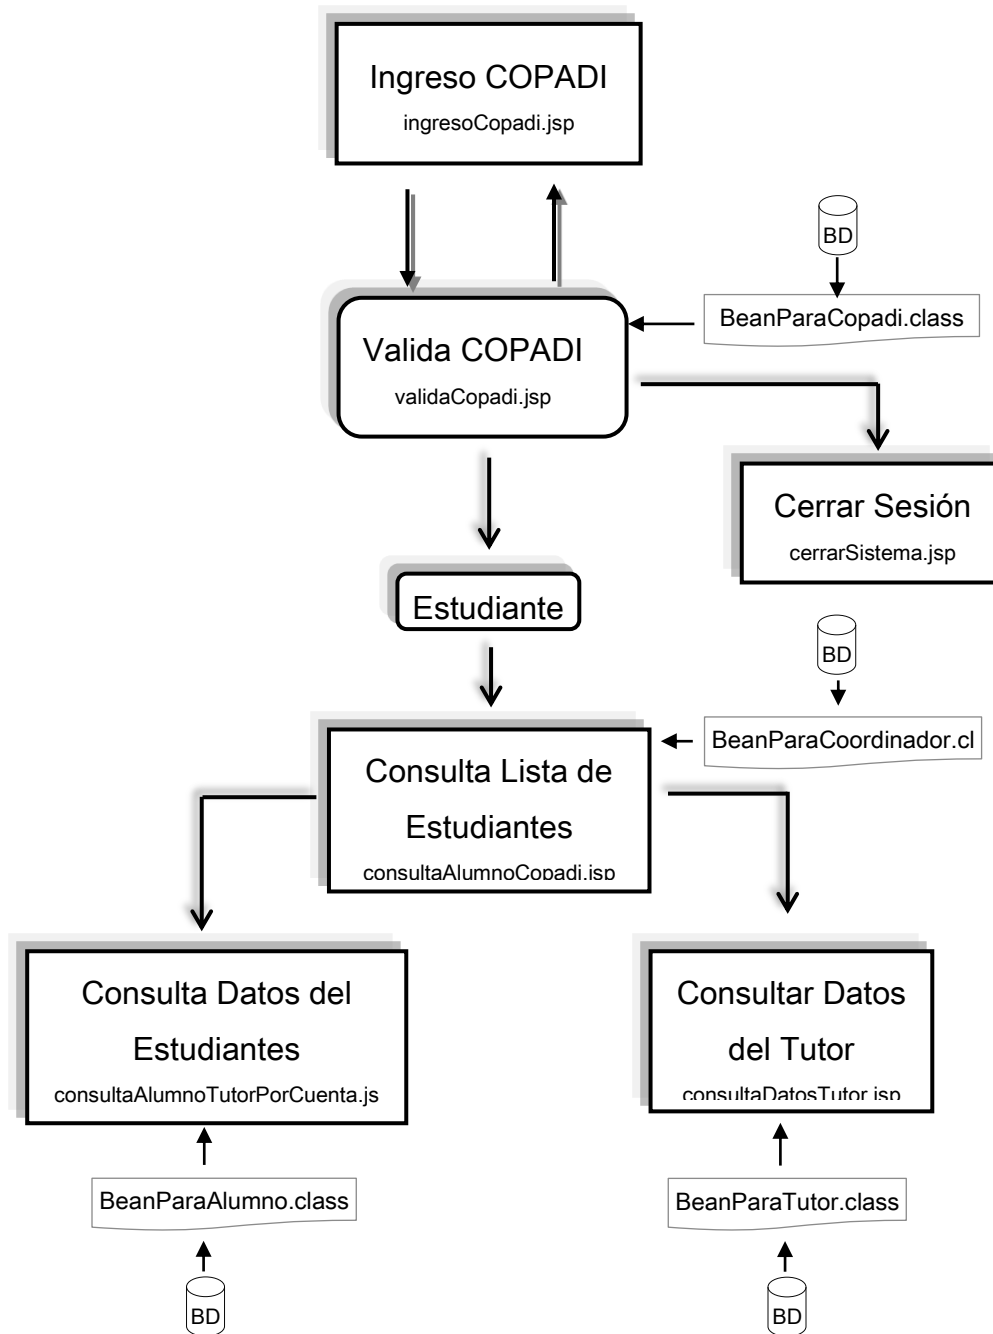 Ingreso COPADI
ingresoCopadi.jsp
BD
BeanParaCopadi.class
Valida COPADI
validaCopadi.jsp
Cerrar Sesión
cerrarSistema.jsp
Estudiante
BD
BeanParaCoordinador.cl
Consulta Lista de
Estudiantes
consultaAlumnoCopadi.jsp
Consulta Datos del
Estudiantes
consultaAlumnoTutorPorCuenta.js
Consultar Datos
del Tutor
consultaDatosTutor.jsp
BeanParaAlumno.class
BeanParaTutor.class
BD
BD